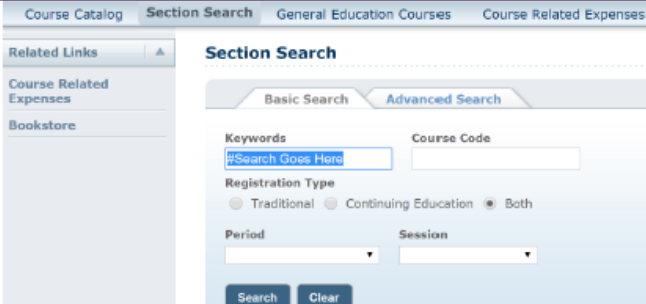 Course Catalog Section Search General Education Courses Course Related Expenses
Related Links
Course Related
Expenses
Bookstore
Section Search
Basic Search Advanced Search
Keywords Course Code
#Search Goes Here
Registration Type
Traditional Continuing Education Both
Period Session
Search Clear